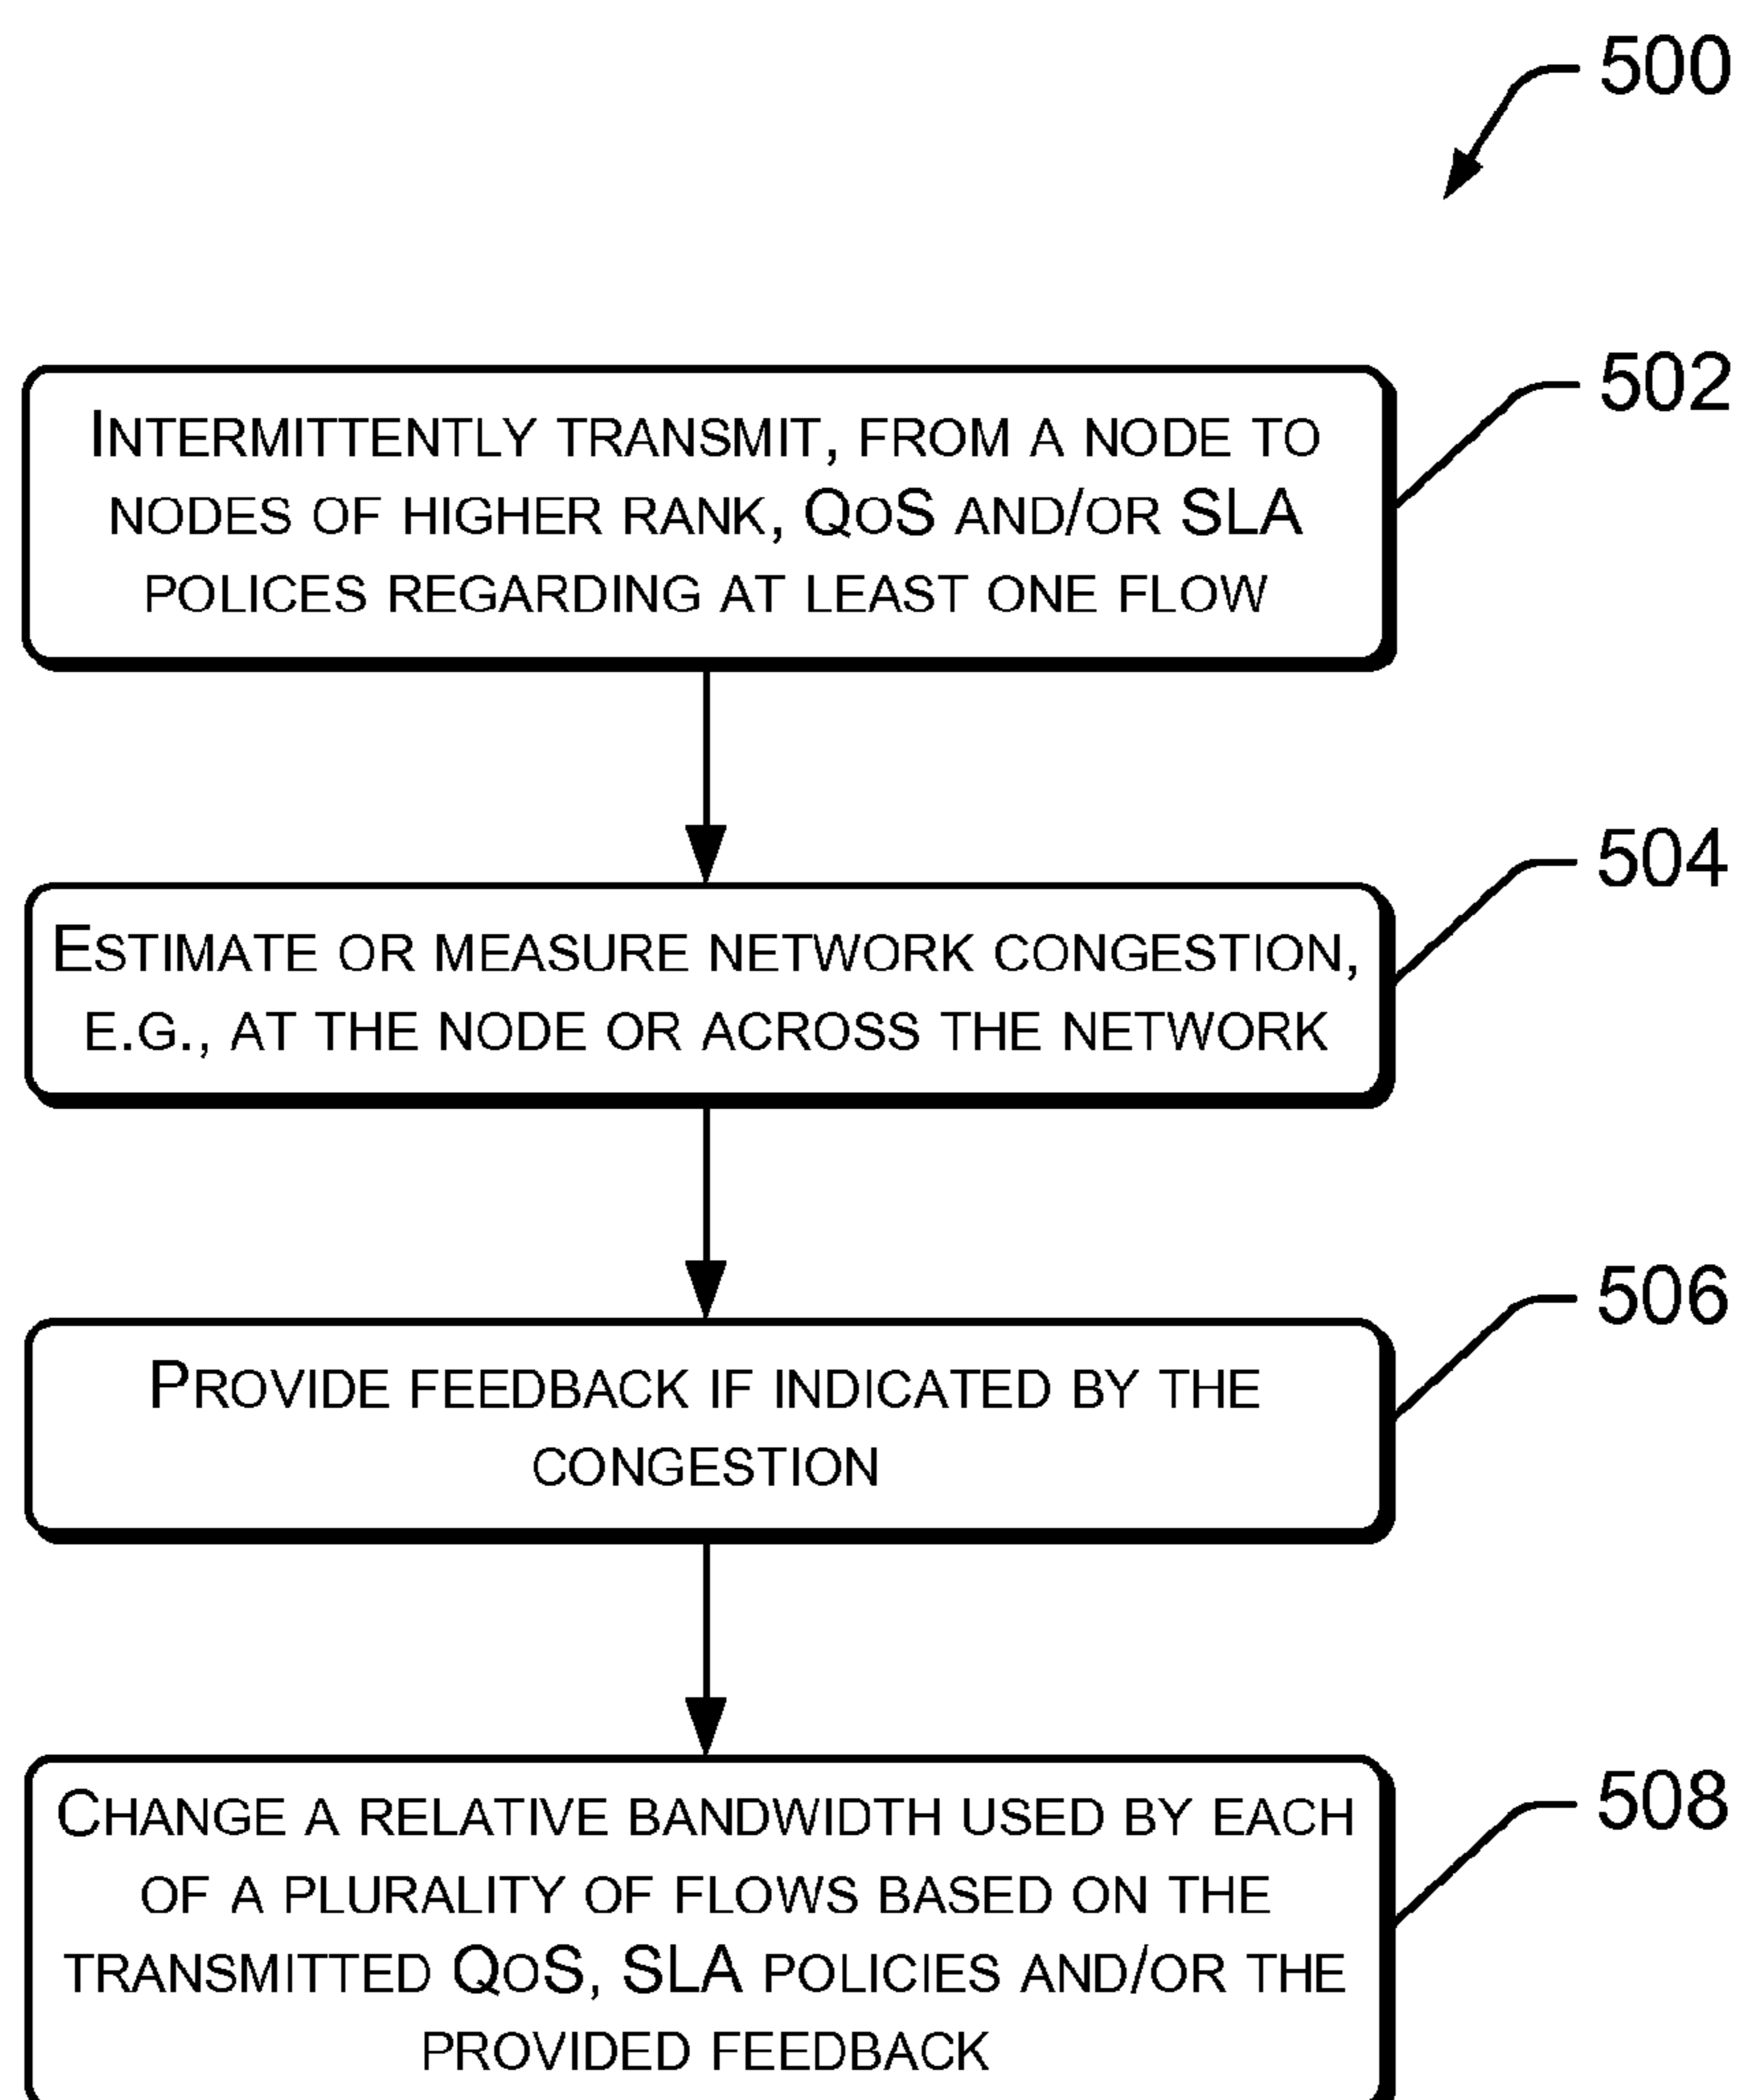 500
502
INTERMITTENTLY TRANSMIT, FROM A NODE TO
NODES OF HIGHER RANK, QOS AND/OR SLA
POLICES REGARDING AT LEAST ONE FLOW
504
ESTIMATE OR MEASURE NETWORK CONGESTION,
E.G., AT THE NODE OR ACROSS THE NETWORK
506
PROVIDE FEEDBACK IF INDICATED BY THE
CONGESTION
508
CHANGE A RELATIVE BANDWIDTH USED BY EACH
OF A PLURALITY OF FLOWS BASED ON THE
TRANSMITTED QOS, SLA POLICIES AND/OR THE
PROVIDED FEEDBACK